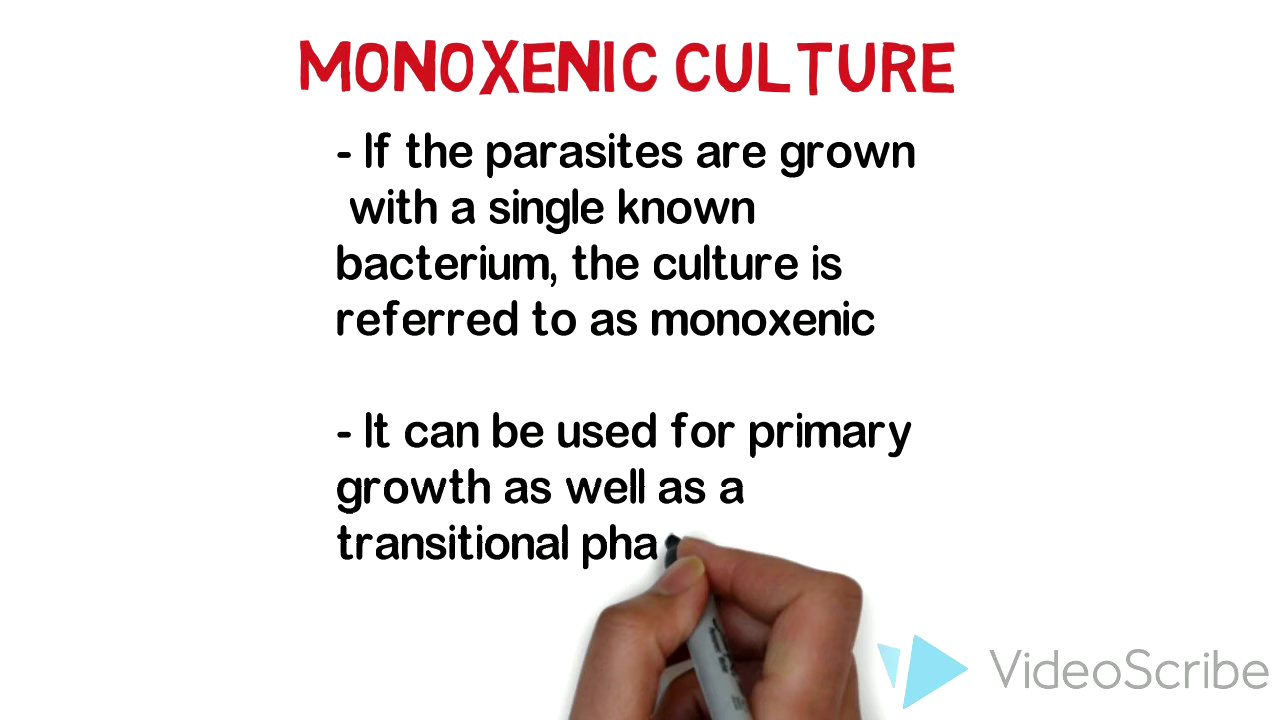 MONOXENIC CULTURE
- If the parasites are grown
with a single known
bacterium, the culture is
referred to as monoxenic
- It can be used for primary
growth as well as a
transitional pha
VideoScribe